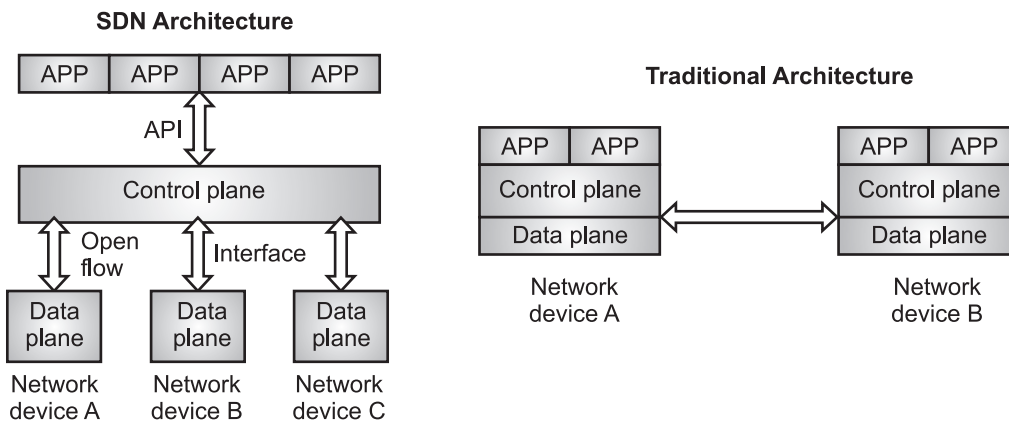 SDN Architecture
APP APP APP APP
API
Control plane
Open
flow
Interface
Data
plane
Data
plane
Data
plane
Network
device A
Network
device B
Network
device C
Traditional Architecture
APP APP
Control plane
Data plane
Network
device A
APP APP
Control plane
Data plane
Network
device B